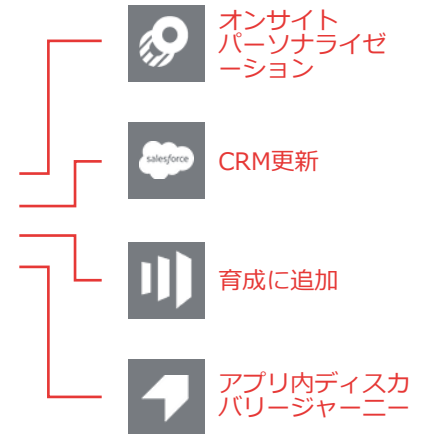 オンサイト
パーソナライゼ
ーション
salesforce
CRM更新
育成に追加
アプリ内ディスカ
バリージャーニー